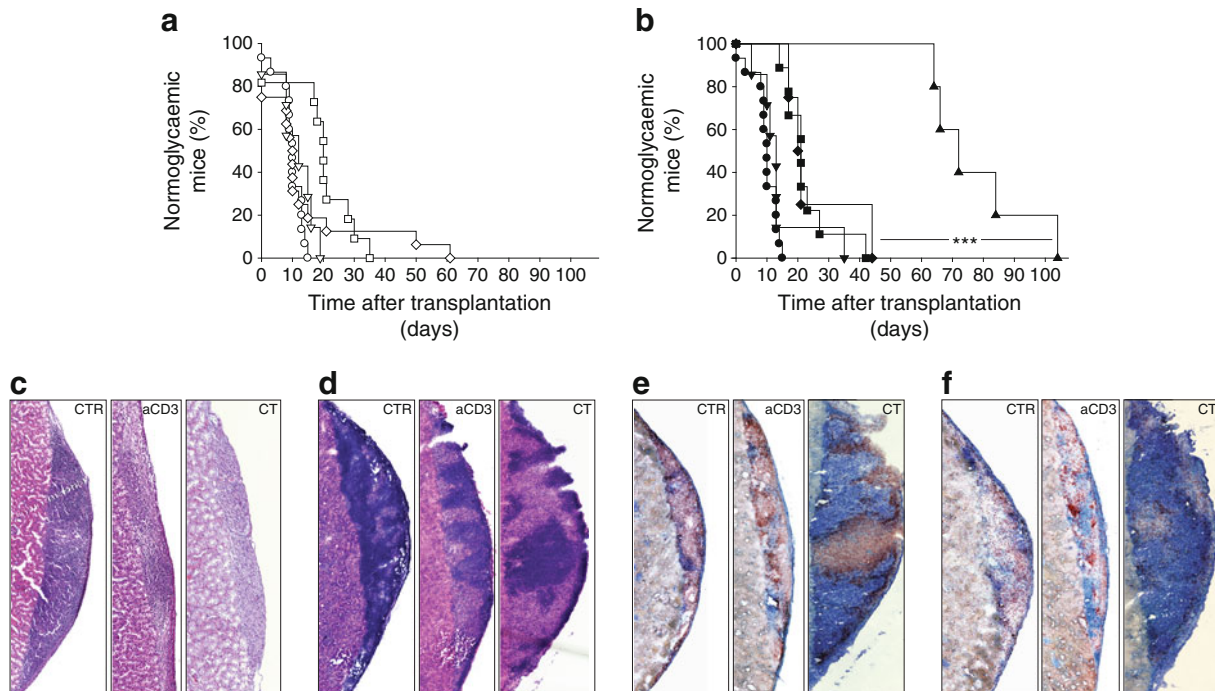 a
100
80
60
40
20
0
Normoglycaemic
mice (%)
0 10 20 30 40 50 60 70 80 90 100
Time after transplantation
(days)
b
100
80
60
40
20
0
Normoglycaemic
mice (%)
***
0 10 20 30 40 50 60 70 80 90 100
Time after transplantation
(days)
c
CTR
aCD3
CT
d
CTR
aCD3
CT
e
CTR
aCD3
CT
f
CTR
aCD3
CT